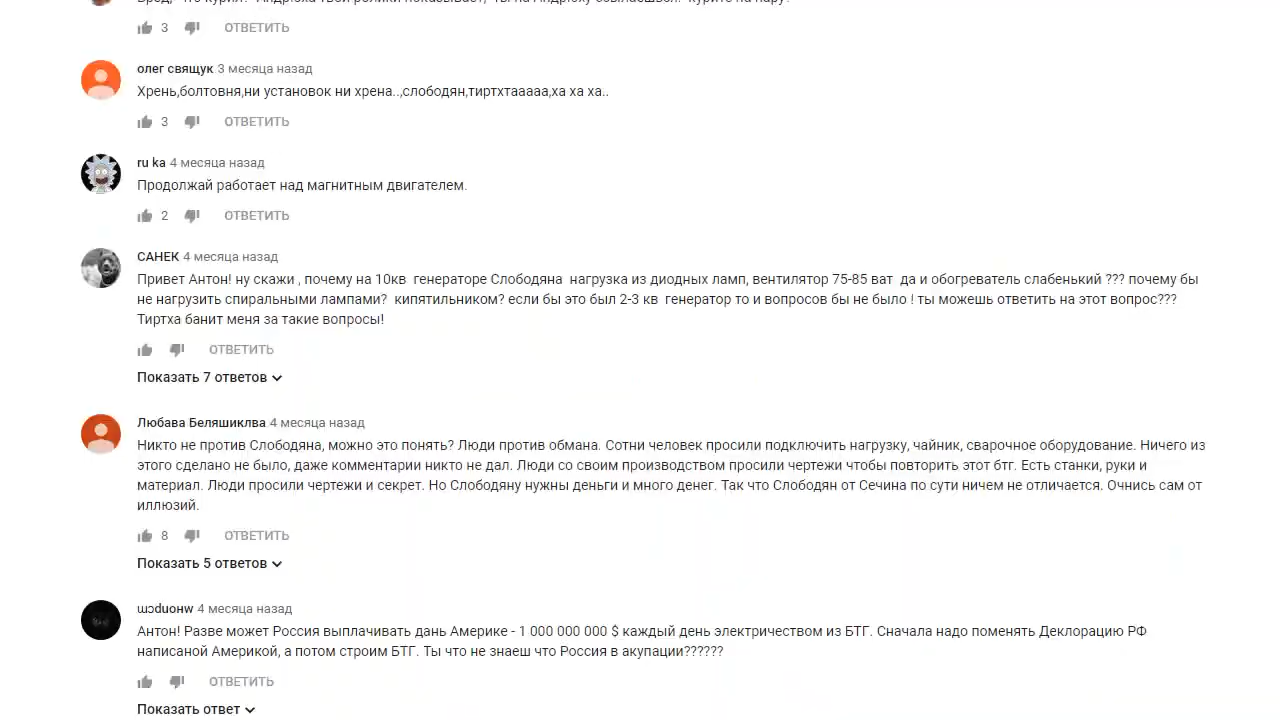 3 ОТВЕТИТЬ
олег свящук 3 месяца назад
Хрень,болтовня,ни установок ни хрена..,слободян,тиртхтааааа,ха ха ха..
3 ОТВЕТИТЬ
ru ka 4 месяца назад
Продолжай работает над магнитным двигателем.
2 ОТВЕТИТЬ
САНЕК 4 месяца назад
Привет Антон! ну скажи , почему на 10кв генераторе Слободяна нагрузка из диодных ламп, вентилятор 75-85 ват да и обогреватель слабенький ??? почему бы
не нагрузить спиральными лампами? кипятильником? если бы это был 2-3 кв генератор то и вопросов бы не было ! ты можешь ответить на этот вопрос???
Тиртха банит меня за такие вопросы!
ОТВЕТИТЬ
Показать 7 ответов
Любава Беляшиклва 4 месяца назад
Никто не против Слободяна, можно это понять? Люди против обмана. Сотни человек просили подключить нагрузку, чайник, сварочное оборудование. Ничего из
этого сделано не было, даже комментарии никто не дал. Люди со своим производством просили чертежи чтобы повторить этот бтг. Есть станки, руки и
материал. Люди просили чертежи и секрет. Но Слободяну нужны деньги и много денег. Так что Слободян от Сечина по сути ничем не отличается. Очнись сам от
иллюзий.
8 ОТВЕТИТЬ
Показать 5 ответов
4 месяца назад
Антон! Разве может Россия выплачивать дань Америке - 1 000 000 000 $ каждый день электричеством из БТГ. Сначала надо поменять Декларацию РФ
написаной Америкой, а потом строим БТГ. Ты что не знаешь что Россия в акупации??????
ОТВЕТИТЬ
Показать ответ